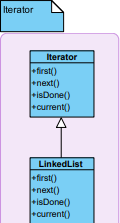 Iterator
Iterator
+first()
+next()
+isDone()
+current()
LinkedList
+first()
+next()
+isDone()
+current()